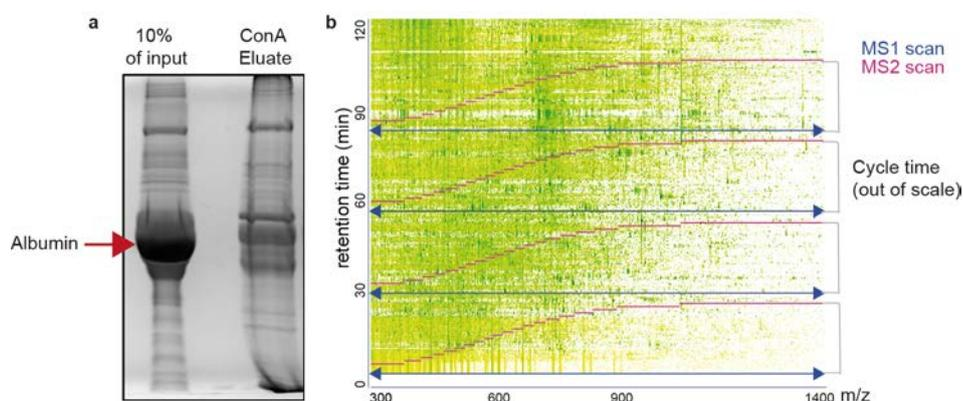 a
10%
of input
ConA
Eluate
Albumin
b
retention time (min)
120
90
60
30
0
300
600
900
1400
m/z
MS1 scan
MS2 scan
Cycle time
(out of scale)